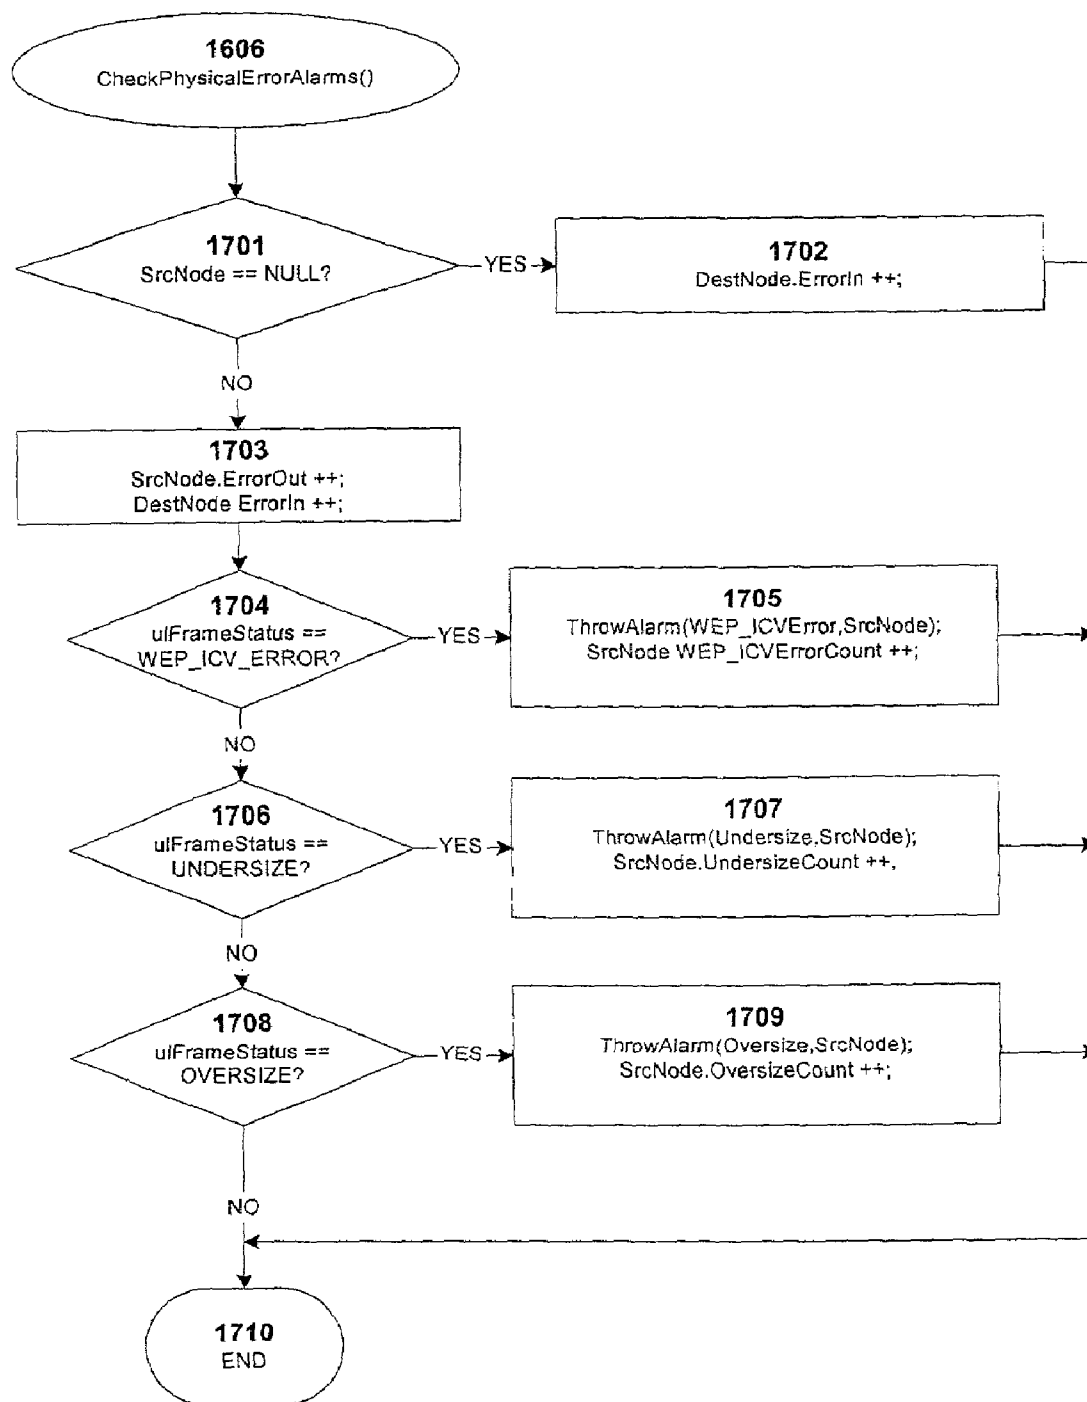 1606
CheckPhysicalErrorAlarms()
1701
SrcNode == NULL?
YES
1702
DestNode.ErrorIn ++;
NO
1703
SrcNode.ErrorOut ++;
DestNode ErrorIn ++;
1704
ulFrameStatus ==
WEP_ICV_ERROR?
YES
1705
ThrowAlarm(WEP_ICVError,SrcNode);
SrcNode WEP_ICVErrorCount ++;
NO
1706
ulFrameStatus ==
UNDERSIZE?
YES
1707
ThrowAlarm(Undersize,SrcNode);
SrcNode.UndersizeCount ++,
NO
1708
ulFrameStatus ==
OVERSIZE?
YES
1709
ThrowAlarm(Oversize,SrcNode);
SrcNode.OversizeCount ++;
NO
1710
END